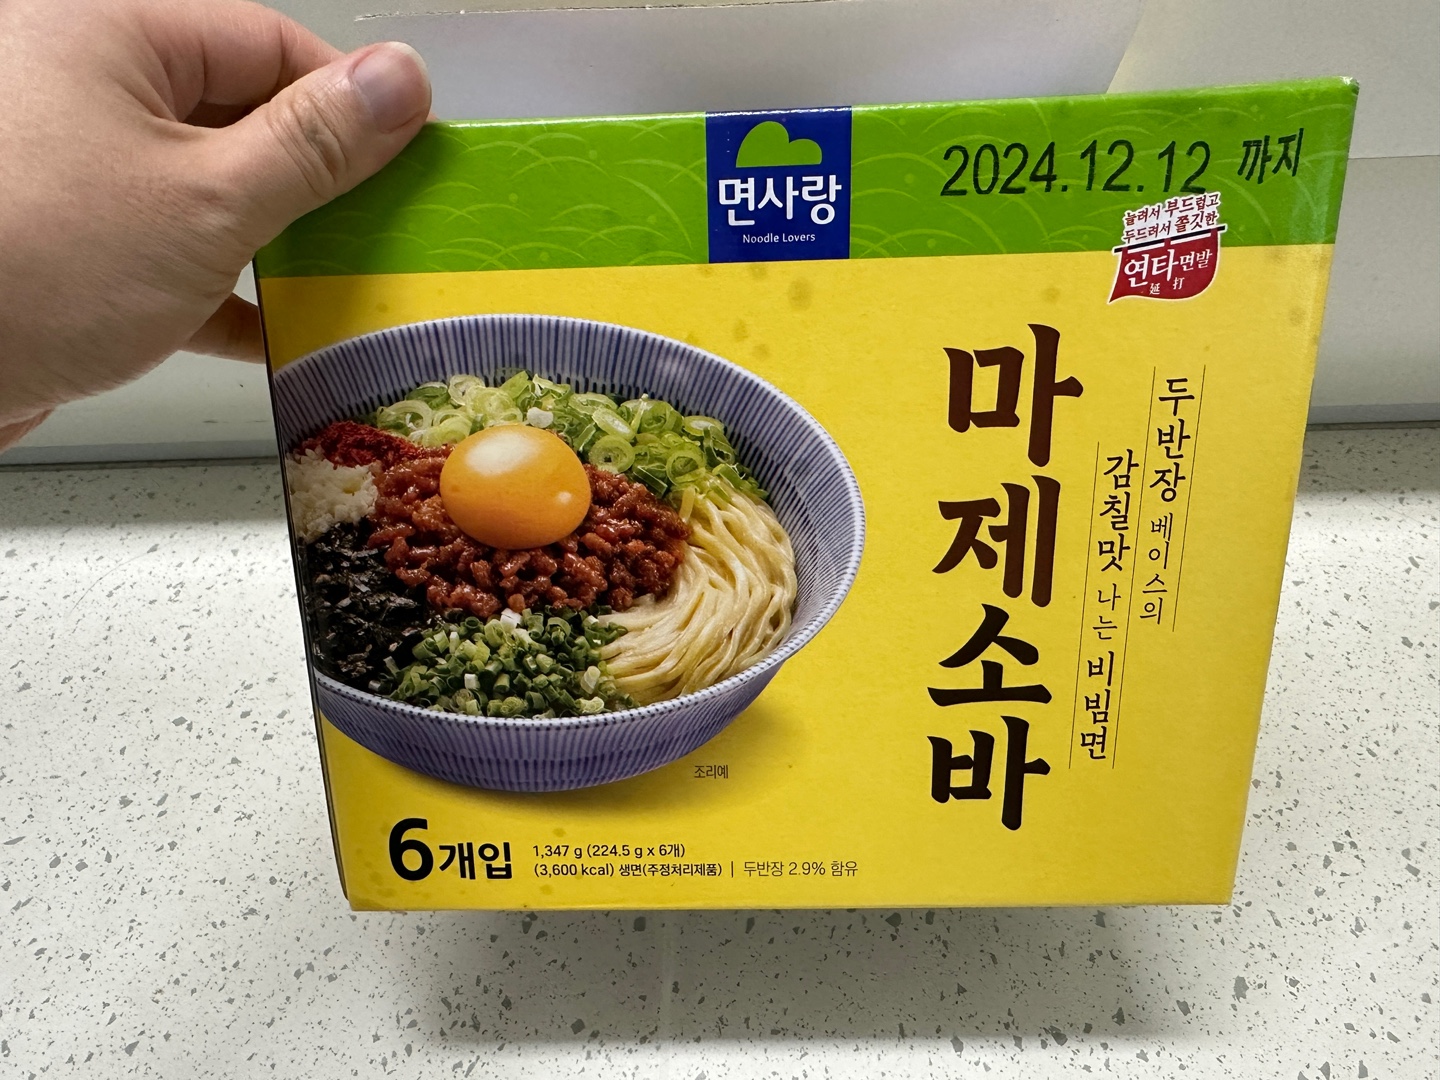 면사랑
Noodle Lovers
2024.12.12 까지
눌려서 부드럽고
두드려서 쫄깃한
연타면발
延 打
마제소바
두반장 베이스의
감칠맛 나는 비빔면
조리예
6개입
1,347 g (224.5 g x 6개)
(3,600 kcal) 생면(주정처리제품) | 두반장 2.9% 함유